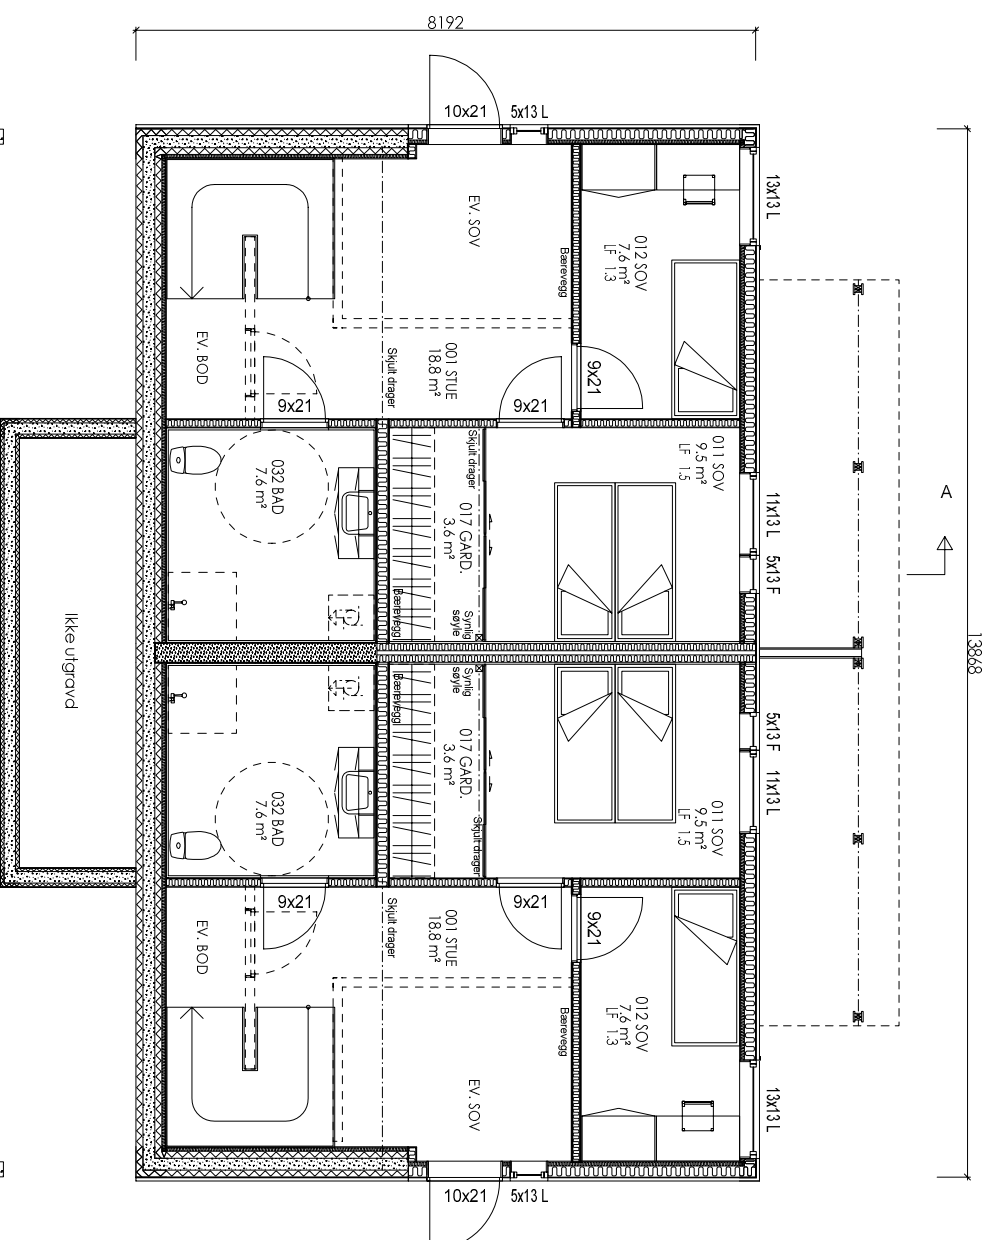 8192
10x21
5x13 L
13x13 L
EV. SOV
012 SOV
7.6 m²
LF 1.3
Bærevegg
EV. BOD
Skjult drager
001 STUE
18.8 m²
9x21
9x21
9x21
032 BAD
7.6 m²
Skjult drager
017 GARD.
3.6 m²
011 SOV
9.5 m²
LF 1.5
11x13 L
5x13 F
A
Bærevegg
Synlig
søyle
Ikke utgravd
13868
Bærevegg
Synlig
søyle
017 GARD.
3.6 m²
Skjult drager
5x13 F
11x13 L
011 SOV
9.5 m²
LF 1.5
032 BAD
7.6 m²
9x21
9x21
9x21
EV. BOD
Skjult drager
001 STUE
18.8 m²
012 SOV
7.6 m²
LF 1.3
Bærevegg
EV. SOV
13x13 L
10x21
5x13 L